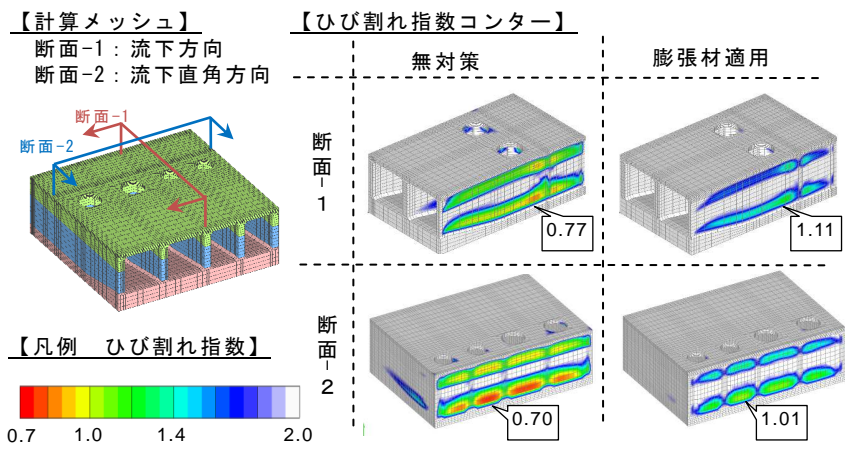 【計算メッシュ】
断面-1：流下方向
断面-2：流下直角方向
断面-1
断面-2
【凡例　ひび割れ指数】
0.7 1.0 1.4 2.0
【ひび割れ指数コンター】
無対策 膨張材適用
断面-1
0.77
1.11
断面-2
0.70
1.01